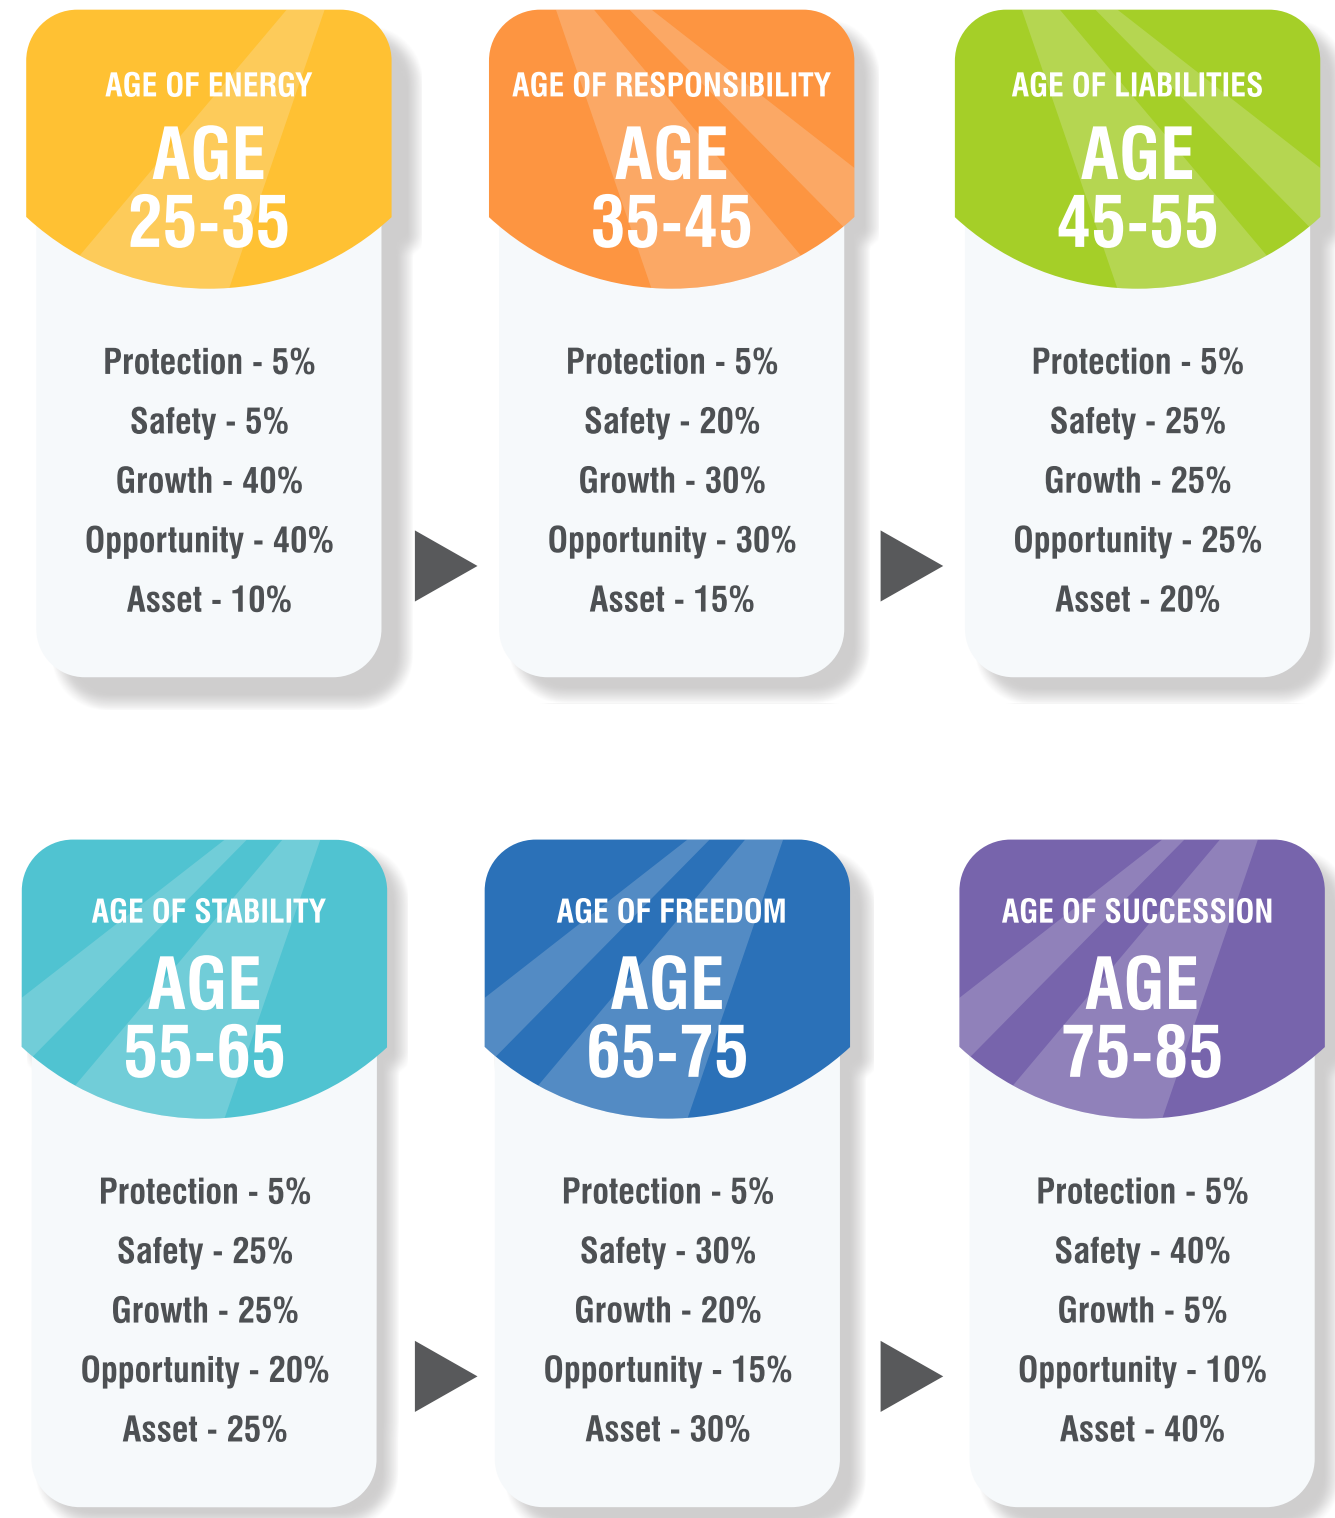 AGE OF ENERGY
AGE
25-35
Protection - 5%
Safety - 5%
Growth - 40%
Opportunity - 40%
Asset - 10%
AGE OF RESPONSIBILITY
AGE
35-45
Protection - 5%
Safety - 20%
Growth - 30%
Opportunity - 30%
Asset - 15%
AGE OF LIABILITIES
AGE
45-55
Protection - 5%
Safety - 25%
Growth - 25%
Opportunity - 25%
Asset - 20%
AGE OF STABILITY
AGE
55-65
Protection - 5%
Safety - 25%
Growth - 25%
Opportunity - 20%
Asset - 25%
AGE OF FREEDOM
AGE
65-75
Protection - 5%
Safety - 30%
Growth - 20%
Opportunity - 15%
Asset - 30%
AGE OF SUCCESSION
AGE
75-85
Protection - 5%
Safety - 40%
Growth - 5%
Opportunity - 10%
Asset - 40%